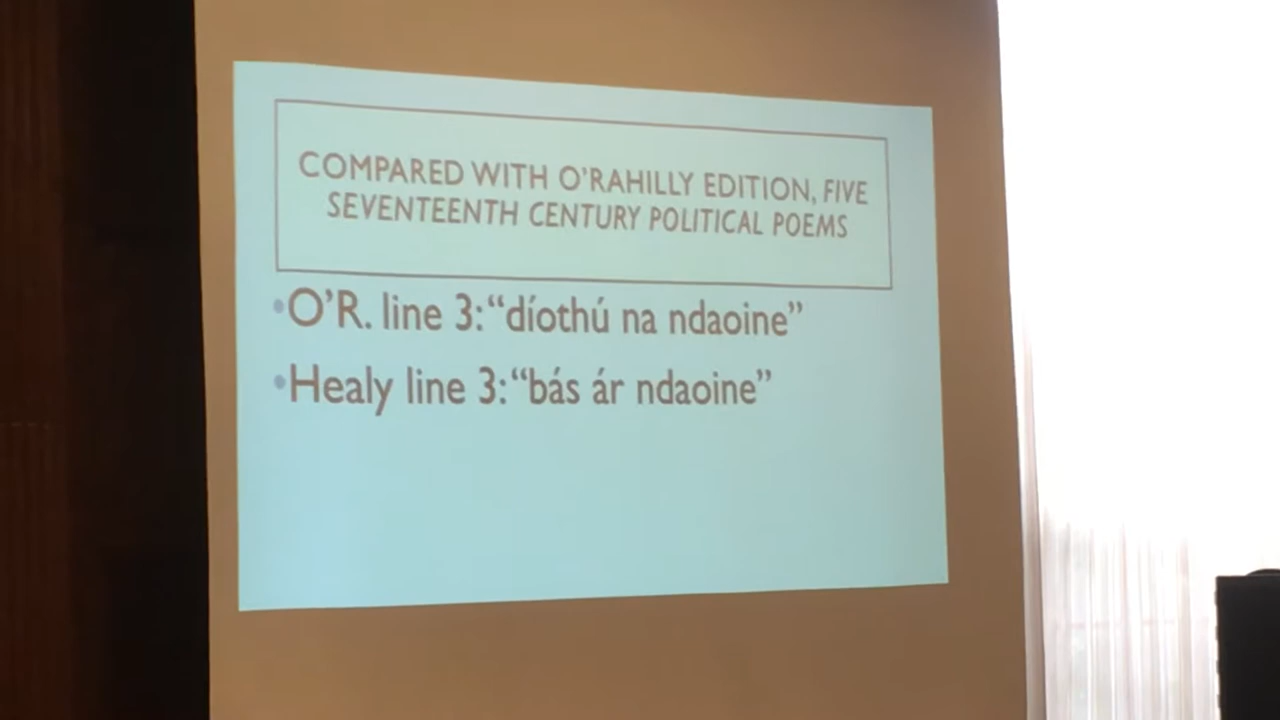 COMPARED WITH O'RAHILLY EDITION, FIVE
SEVENTEENTH CENTURY POLITICAL POEMS
•O'R. line 3: “díothú na ndaoine”
•Healy line 3: “bás ár ndaoine”